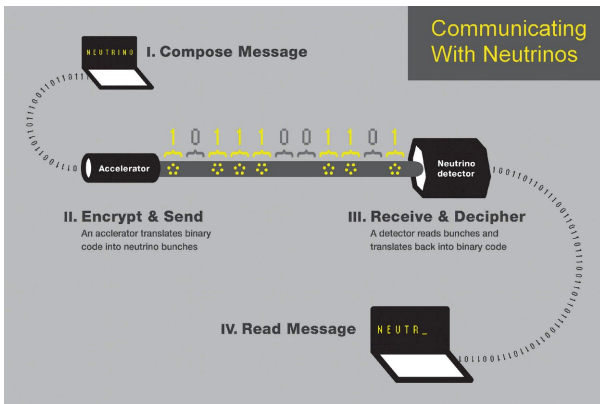 Communicating
With Neutrinos
NEUTRINO
I. Compose Message
1 0 1 1 1 0 0 1 1 0 1
Accelerator
Neutrino
detector
II. Encrypt & Send
An acclerator translates binary
code into neutrino bunches
III. Receive & Decipher
A detector reads bunches and
translates back into binary code
IV. Read Message
NEUTR_